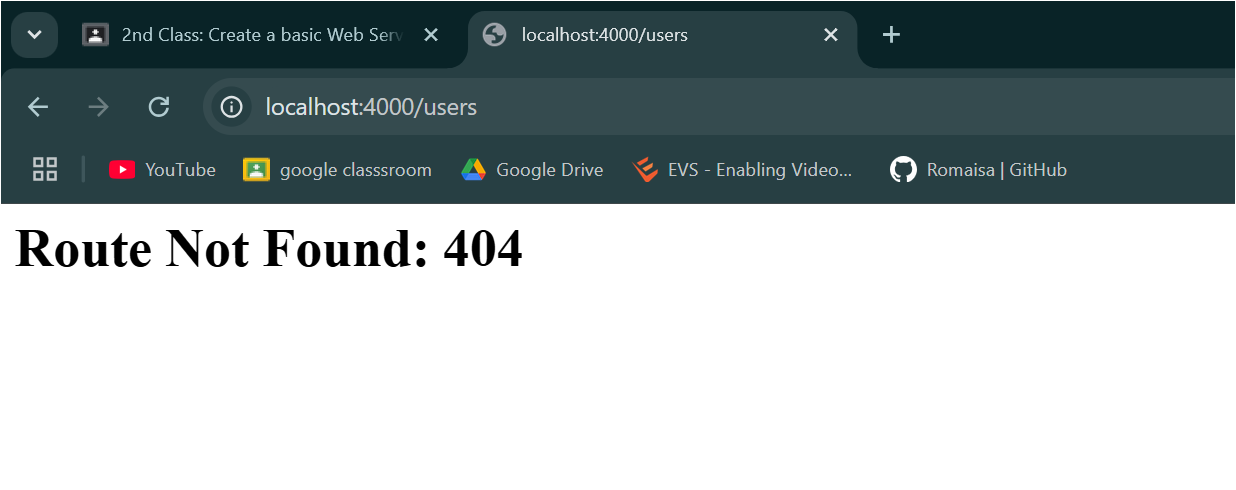 2nd Class: Create a basic Web Serv
localhost:4000/users
localhost:4000/users
YouTube
google classsroom
Google Drive
EVS - Enabling Video...
Romaisa | GitHub
Route Not Found: 404